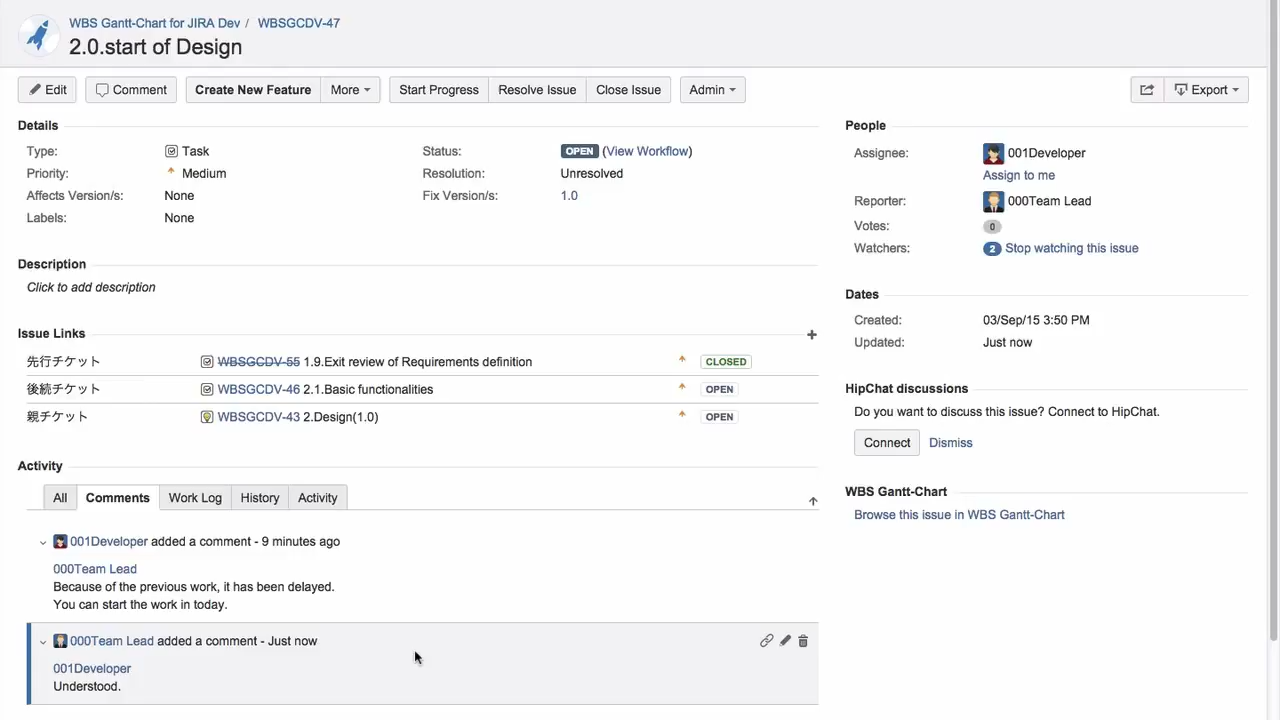 WBS Gantt-Chart for JIRA Dev / WBSGCDV-47
2.0.start of Design
Edit Comment Create New Feature More Start Progress Resolve Issue Close Issue Admin Export
Details
Type: Task
Priority: Medium
Affects Version/s: None
Labels: None
Status: OPEN (View Workflow)
Resolution: Unresolved
Fix Version/s: 1.0
Description
Click to add description
Issue Links
先行チケット WBSGCDV-55 1.9.Exit review of Requirements definition CLOSED
後続チケット WBSGCDV-46 2.1.Basic functionalities OPEN
親チケット WBSGCDV-43 2.Design(1.0) OPEN
Activity
All Comments Work Log History Activity
001Developer added a comment - 9 minutes ago
000Team Lead
Because of the previous work, it has been delayed.
You can start the work in today.
000Team Lead added a comment - Just now
001Developer
Understood.
People
Assignee: 001Developer
Assign to me
Reporter: 000Team Lead
Votes: 0
Watchers: 2 Stop watching this issue
Dates
Created: 03/Sep/15 3:50 PM
Updated: Just now
HipChat discussions
Do you want to discuss this issue? Connect to HipChat.
Connect Dismiss
WBS Gantt-Chart
Browse this issue in WBS Gantt-Chart